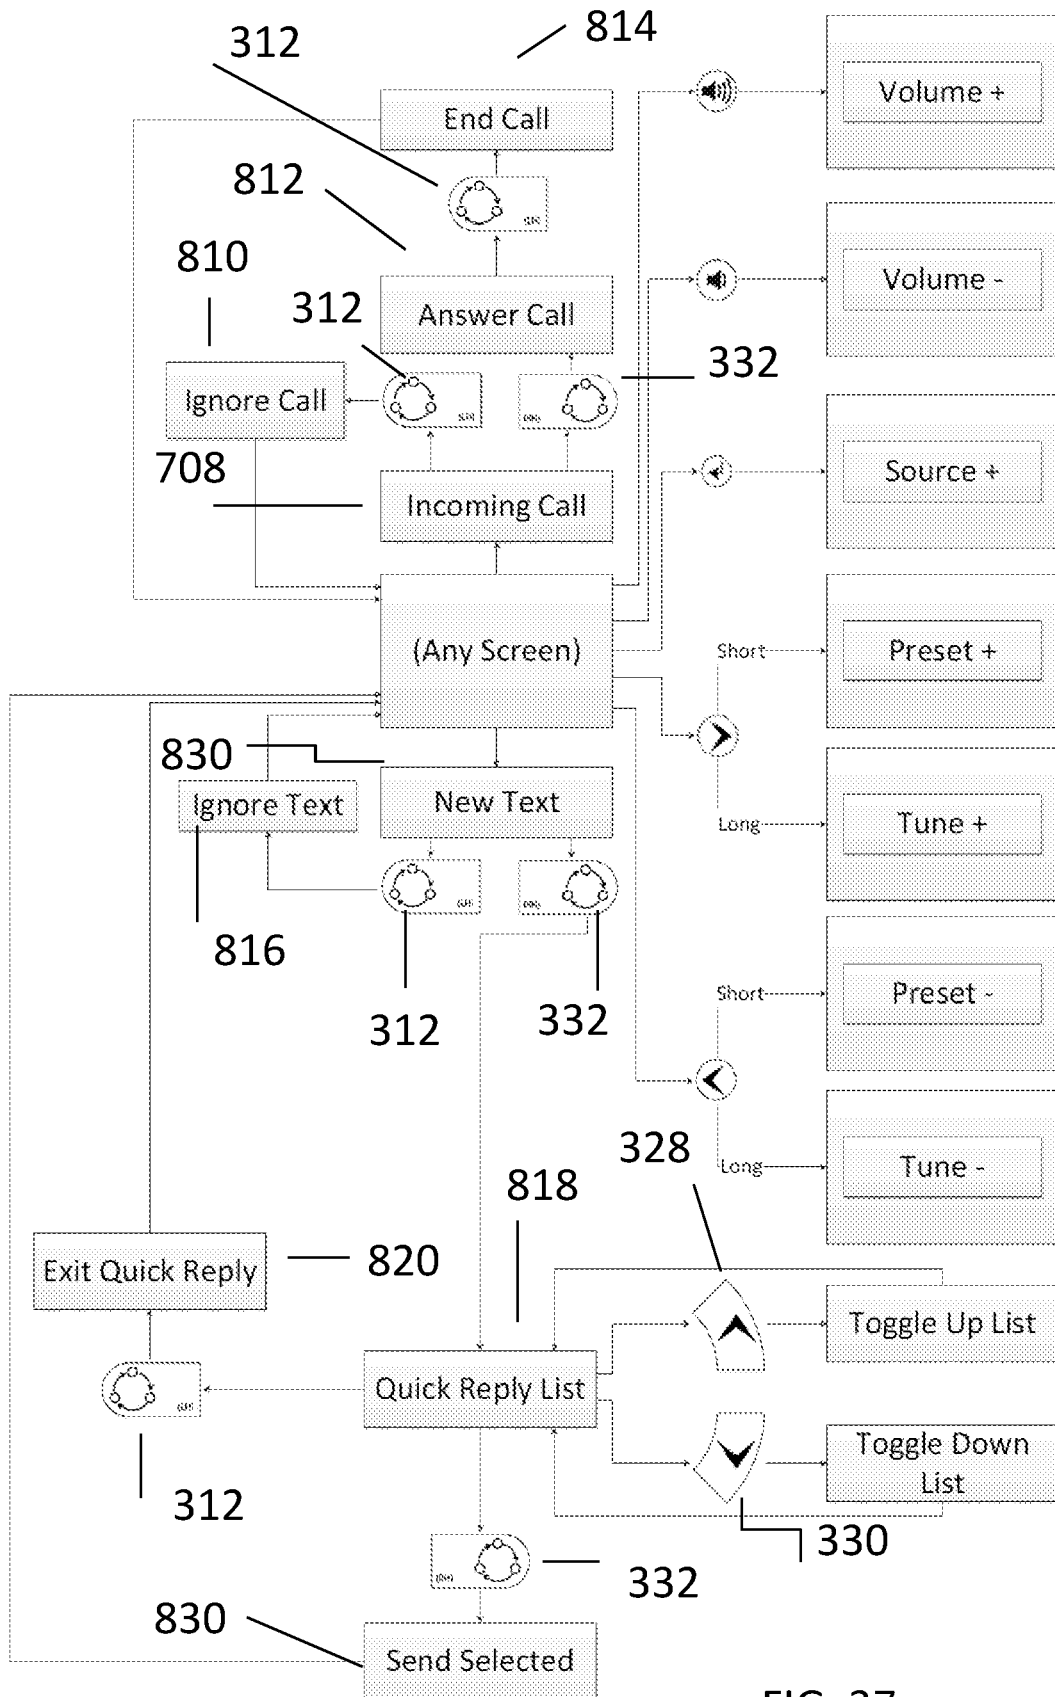 312
814
End Call
Volume +
812
810
Volume -
312
Answer Call
332
Ignore Call
708
Source +
Incoming Call
(Any Screen)
Short
Preset +
830
Ignore Text
New Text
Long
Tune +
816
312
332
Short
Preset -
328
Long
Tune -
818
820
Exit Quick Reply
Toggle Up List
Quick Reply List
Toggle Down
List
312
330
332
830
Send Selected
FIG. 37